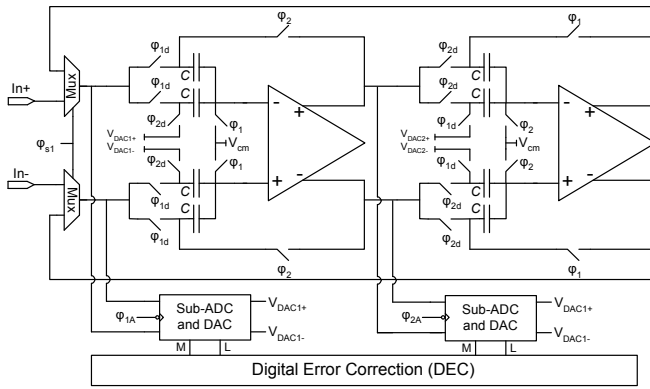 φ2 φ1
In+ Mux φ1d C φ2d C
φ1d C φ2d C
φ2d φ1 - + φ1d φ2 - +
VDAC1+ VDAC2+
φs1 VDAC1- Vcm VDAC2- Vcm
φ2d φ1 φ1d φ2
In- Mux φ1d C + - φ2d C + -
φ1d C φ2d C
φ2 φ1
φ1A Sub-ADC and DAC VDAC1+ VDAC1- φ2A Sub-ADC and DAC VDAC1+ VDAC1-
M L M L
Digital Error Correction (DEC)